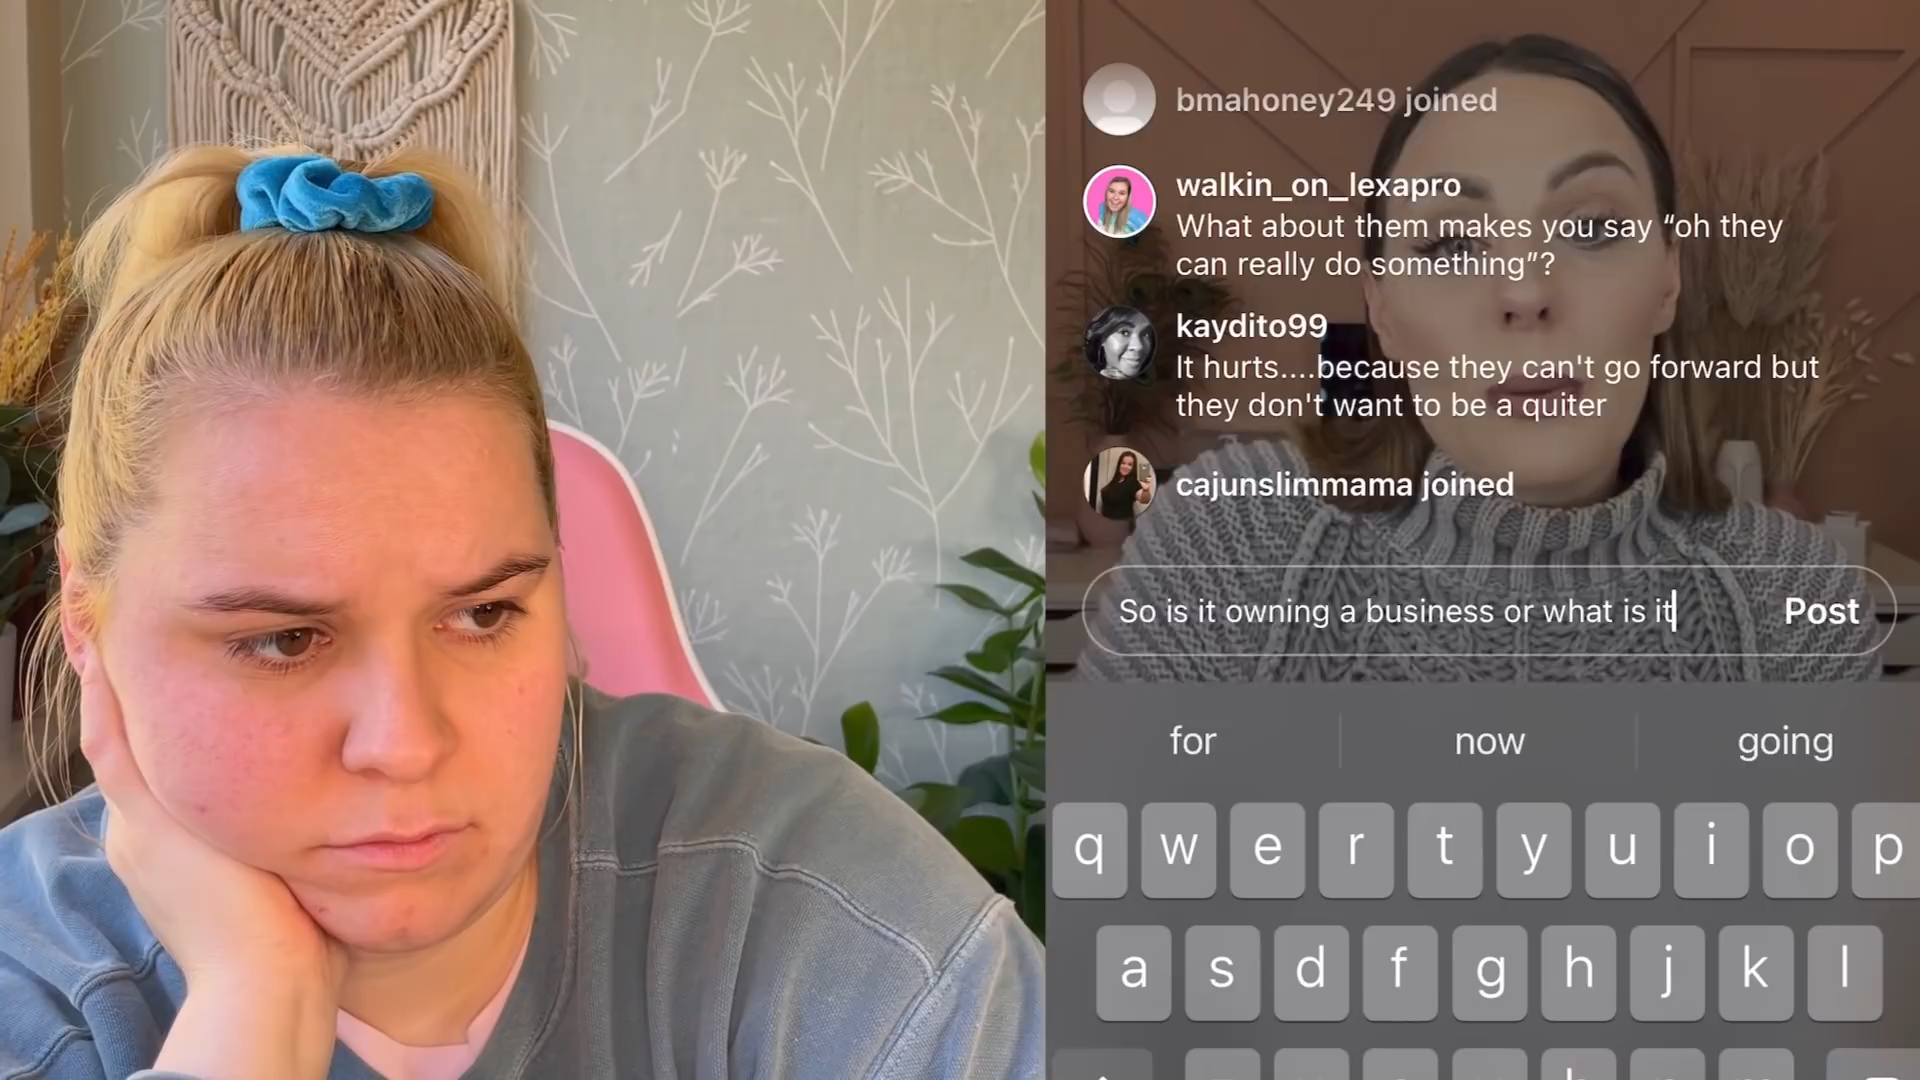 bmahoney249 joined
walkin_on_lexapro
What about them makes you say “oh they
can really do something”?
kaydito99
It hurts....because they can't go forward but
they don't want to be a quiter
cajunslimmama joined
So is it owning a business or what is it
Post
for now going
q w e r t y u i o p
a s d f g h j k l